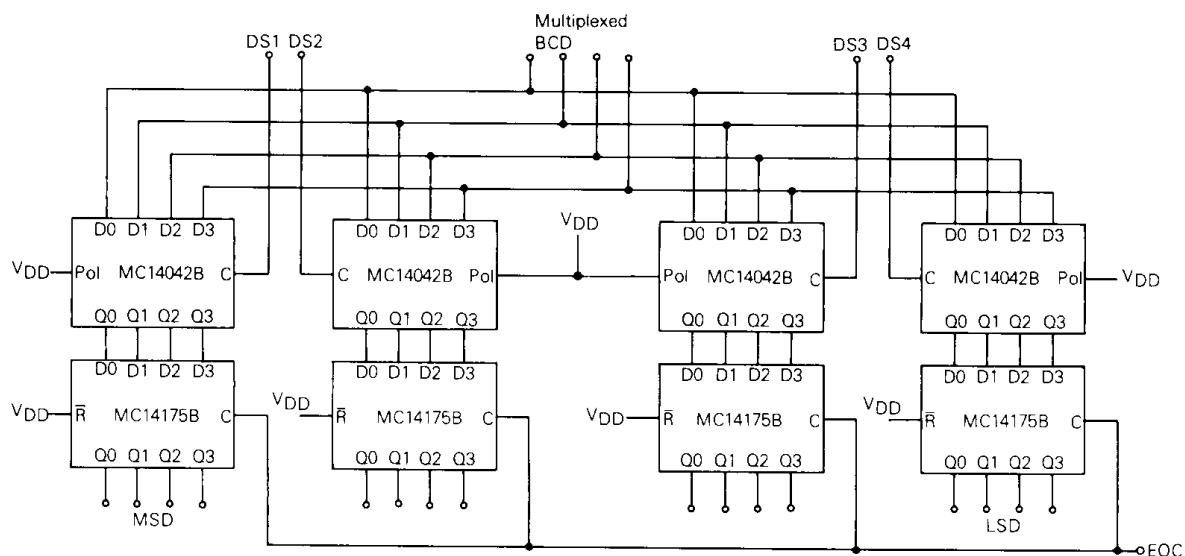 Multiplexed
BCD
DS1 DS2
DS3 DS4
D0 D1 D2 D3
D0 D1 D2 D3
D0 D1 D2 D3
D0 D1 D2 D3
VDD
VDD Pol MC14042B C
C MC14042B Pol
Pol MC14042B C
C MC14042B Pol VDD
Q0 Q1 Q2 Q3
Q0 Q1 Q2 Q3
Q0 Q1 Q2 Q3
Q0 Q1 Q2 Q3
D0 D1 D2 D3
D0 D1 D2 D3
D0 D1 D2 D3
D0 D1 D2 D3
VDD R̅ MC14175B C
VDD R̅ MC14175B C
VDD R̅ MC14175B C
VDD R̅ MC14175B C
Q0 Q1 Q2 Q3
Q0 Q1 Q2 Q3
Q0 Q1 Q2 Q3
Q0 Q1 Q2 Q3
MSD
LSD
EOC